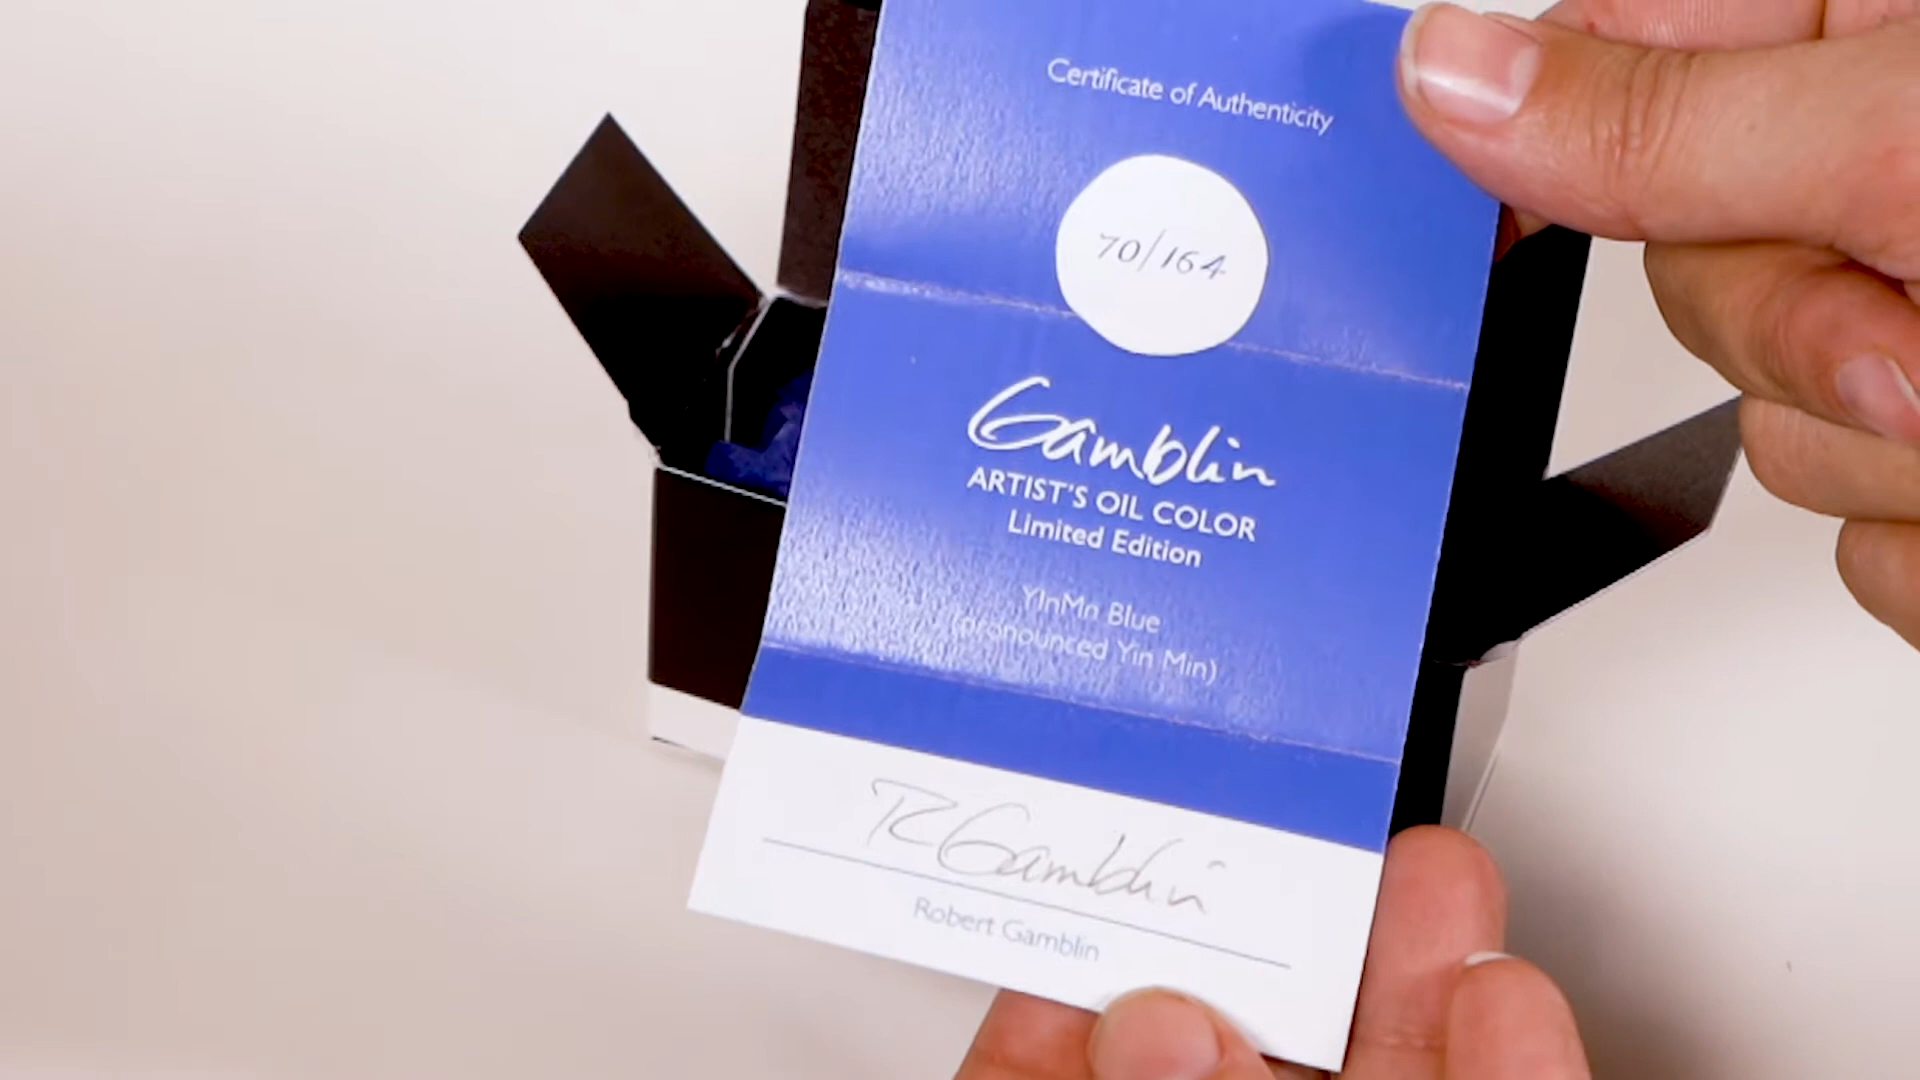 Certificate of Authenticity
70/164
Gamblin
ARTIST'S OIL COLOR
Limited Edition
YInMn Blue
(pronounced Yin Min)
R Gamblin
Robert Gamblin